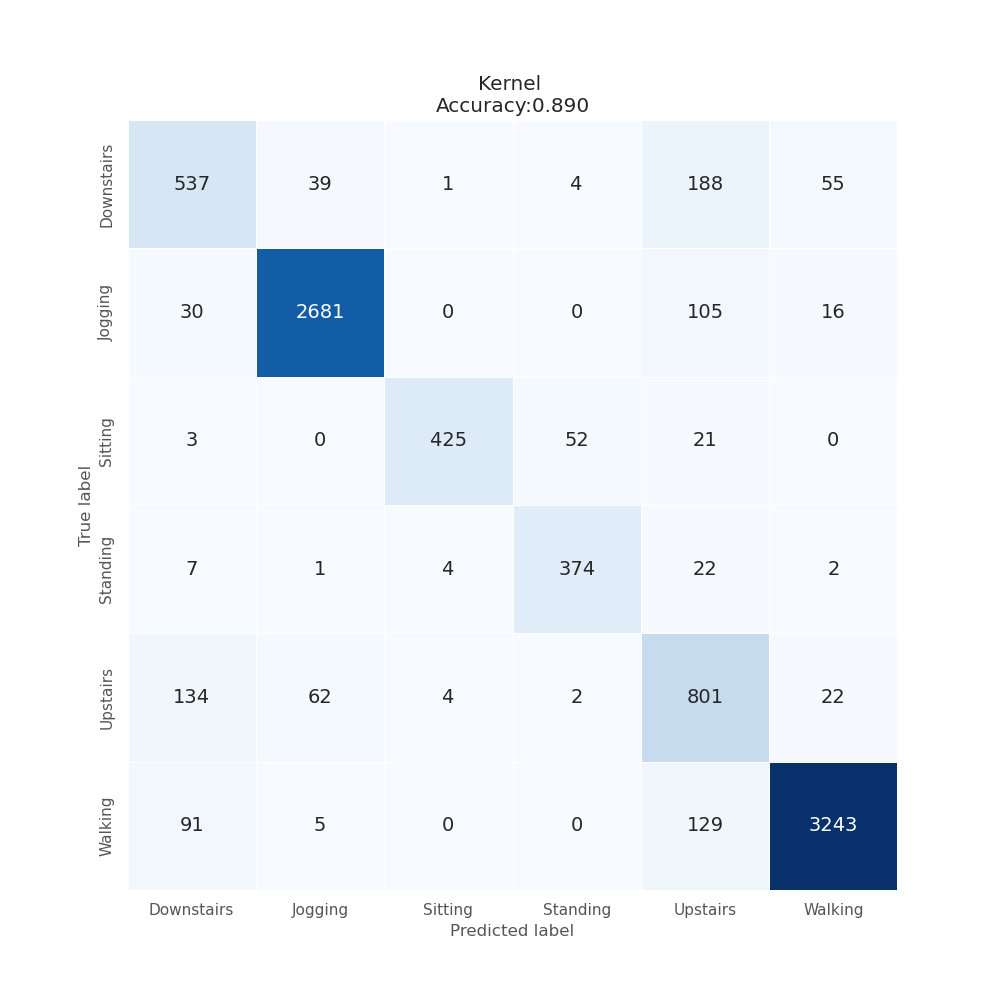 Kernel
Accuracy:0.890
True label
Downstairs 537 39 1 4 188 55
Jogging 30 2681 0 0 105 16
Sitting 3 0 425 52 21 0
Standing 7 1 4 374 22 2
Upstairs 134 62 4 2 801 22
Walking 91 5 0 0 129 3243
Downstairs Jogging Sitting Standing Upstairs Walking
Predicted label